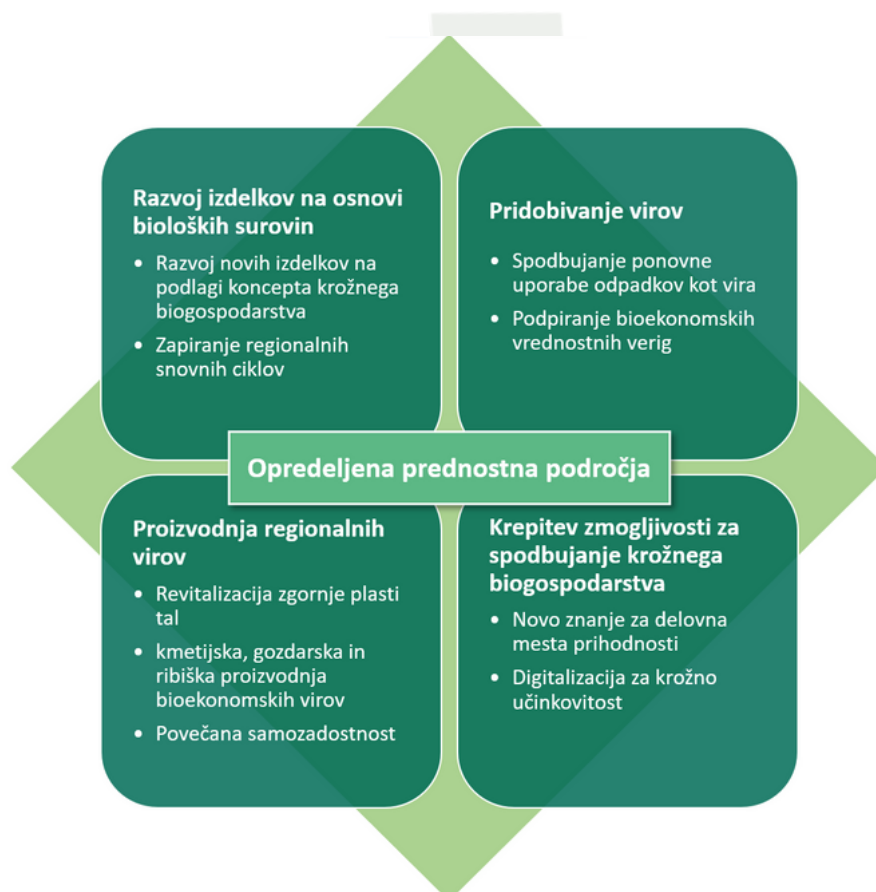 Razvoj izdelkov na osnovi
bioloških surovin
• Razvoj novih izdelkov na
podlagi koncepta krožnega
biogospodarstva
• Zapiranje regionalnih
snovnih ciklov
Pridobivanje virov
• Spodbujanje ponovne
uporabe odpadkov kot vira
• Podpiranje bioekonomskih
vrednostnih verig
Opredeljena prednostna področja
Proizvodnja regionalnih
virov
• Revitalizacija zgornje plasti
tal
• kmetijska, gozdarska in
ribiška proizvodnja
bioekonomskih virov
• Povečana samozadostnost
Krepitev zmogljivosti za
spodbujanje krožnega
biogospodarstva
• Novo znanje za delovna
mesta prihodnosti
• Digitalizacija za krožno
učinkovitost